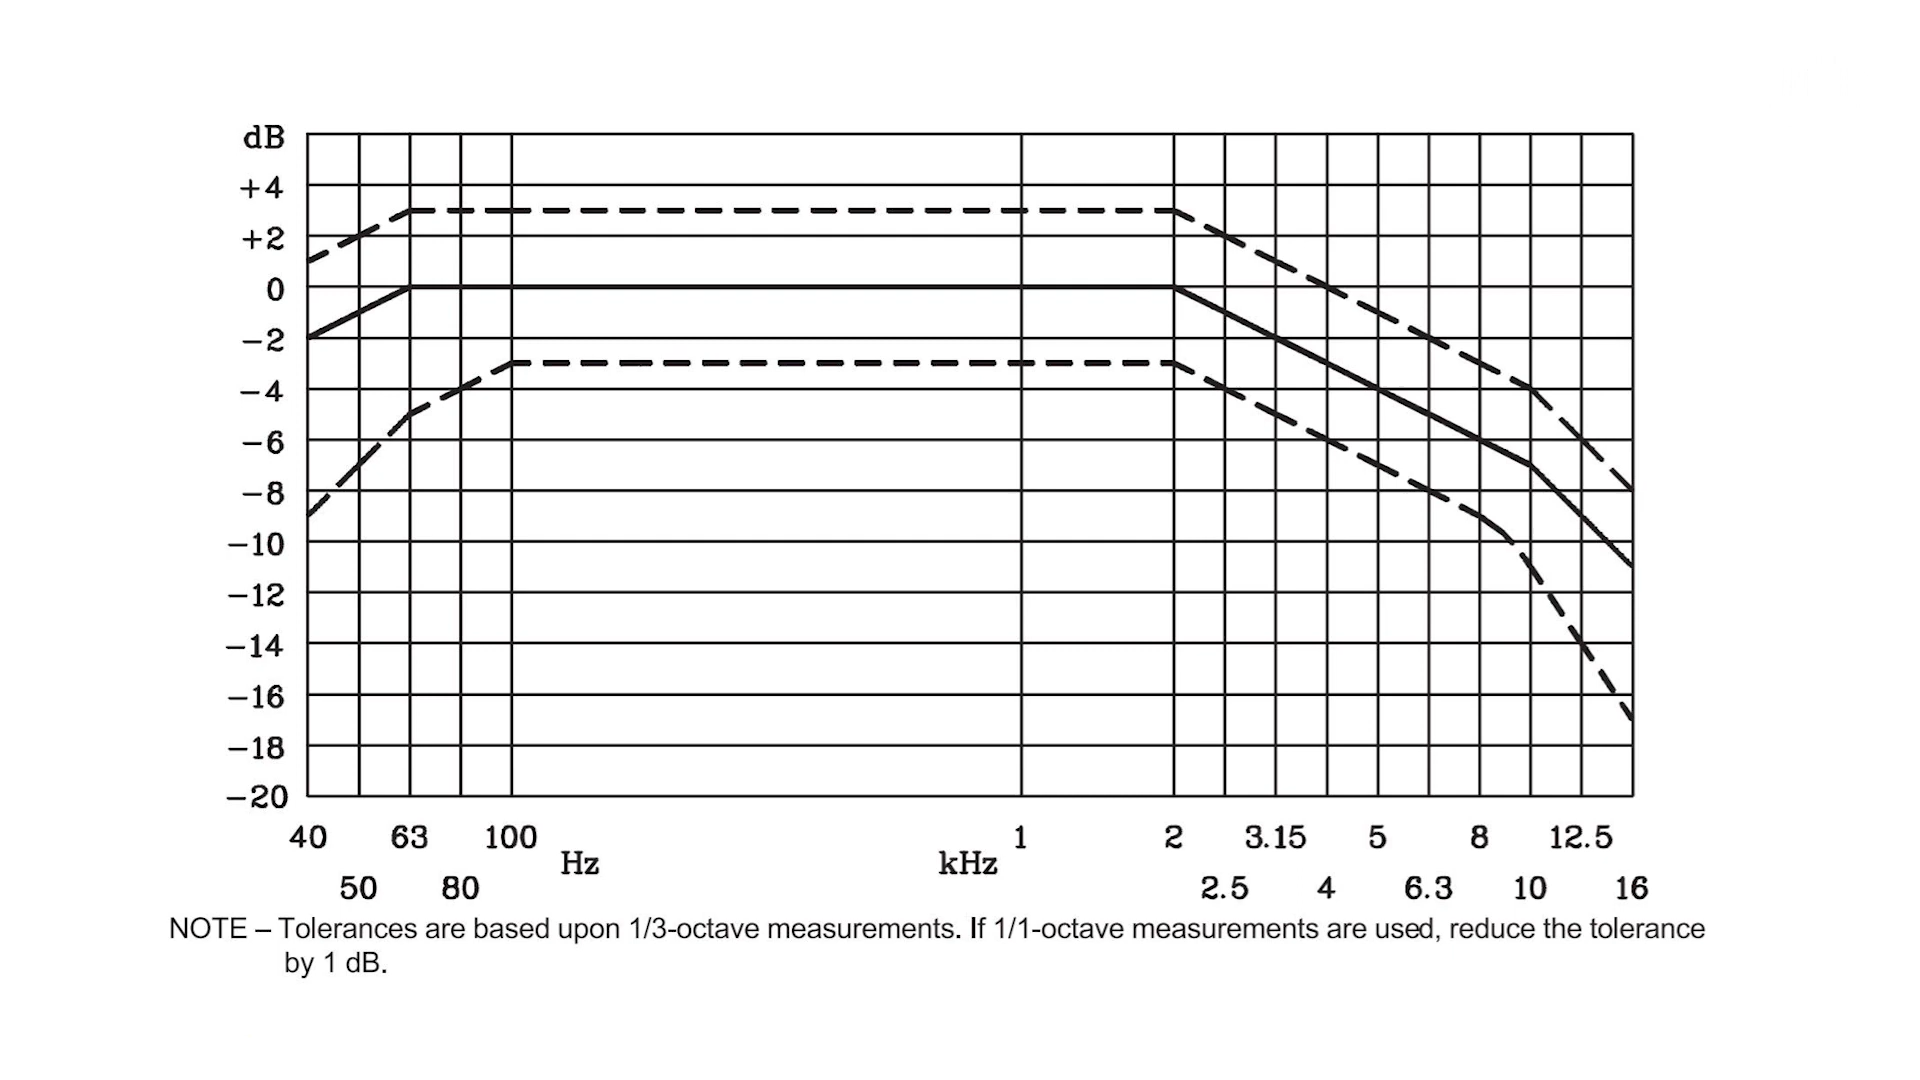 dB
+4
+2
0
−2
−4
−6
−8
−10
−12
−14
−16
−18
−20
40 63 100 1 2 3.15 5 8 12.5
Hz kHz
50 80 2.5 4 6.3 10 16
NOTE – Tolerances are based upon 1/3-octave measurements. If 1/1-octave measurements are used, reduce the tolerance
by 1 dB.